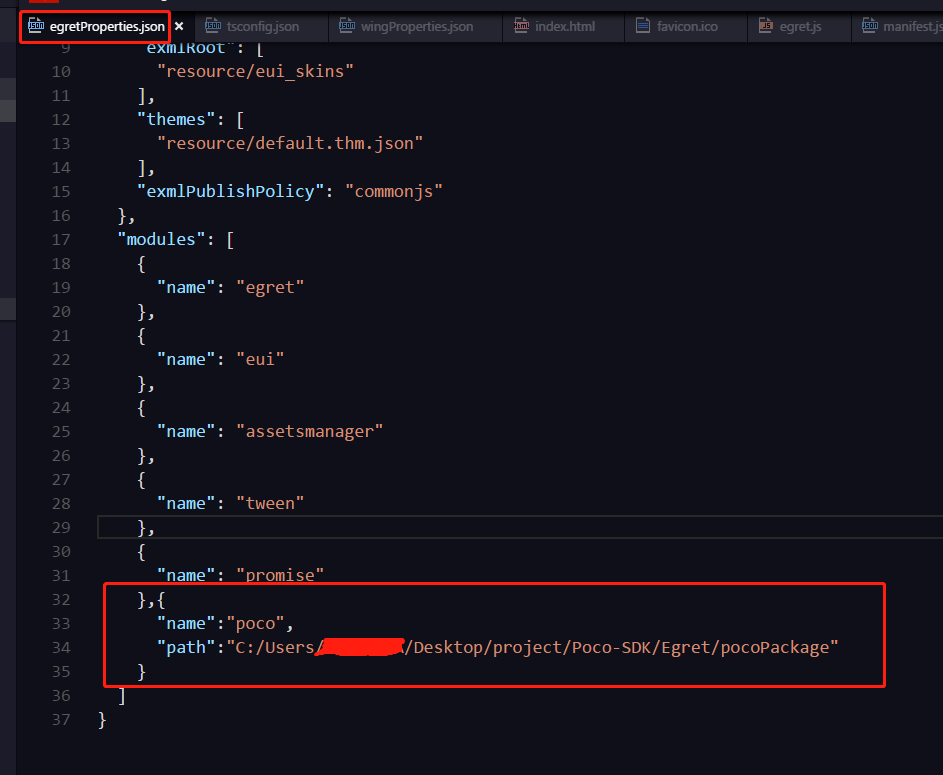 egretProperties.json × tsconfig.json wingProperties.json index.html favicon.ico egret.js manifest.js
9 "exmlRoot": [
10 "resource/eui_skins"
11 ],
12 "themes": [
13 "resource/default.thm.json"
14 ],
15 "exmlPublishPolicy": "commonjs"
16 },
17 "modules": [
18 {
19 "name": "egret"
20 },
21 {
22 "name": "eui"
23 },
24 {
25 "name": "assetsmanager"
26 },
27 {
28 "name": "tween"
29 },
30 {
31 "name": "promise"
32 },{
33 "name":"poco",
34 "path":"C:/Users/ /Desktop/project/Poco-SDK/Egret/pocoPackage"
35 }
36 ]
37 }